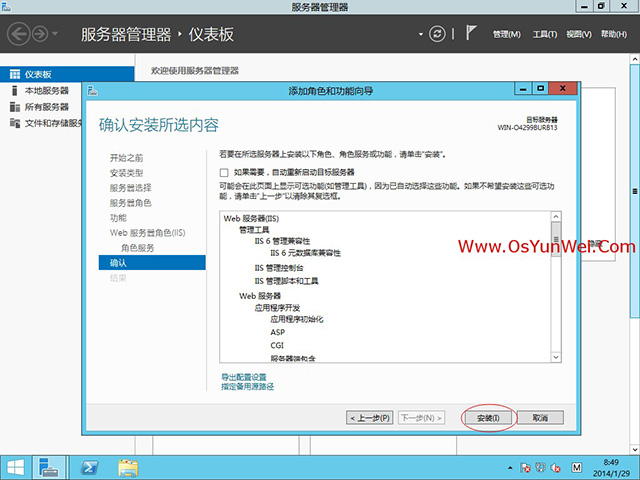 服务器管理器
服务器管理器 · 仪表板
管理(M) 工具(T) 视图(V) 帮助(H)
仪表板
本地服务器
所有服务器
文件和存储服务
欢迎使用服务器管理器
添加角色和功能向导
确认安装所选内容
目标服务器
WIN-O4299BURB13
开始之前
安装类型
服务器选择
服务器角色
功能
Web 服务器角色(IIS)
角色服务
确认
结果
若要在所选服务器上安装以下角色、角色服务或功能，请单击“安装”。
如果需要，自动重新启动目标服务器
可能会在此页面上显示可选功能(如管理工具)，因为已自动选择这些功能。如果不希望安装这些可选功
能，请单击“上一步”以清除其复选框。
Web 服务器(IIS)
管理工具
IIS 6 管理兼容性
IIS 6 元数据库兼容性
IIS 管理控制台
IIS 管理脚本和工具
Web 服务器
应用程序开发
应用程序初始化
ASP
CGI
服务器端包含
Www.OsYunWei.Com
隐藏
导出配置设置
指定备用源路径
< 上一步(P) 下一步(N) > 安装(I) 取消
M
8:49
2014/1/29